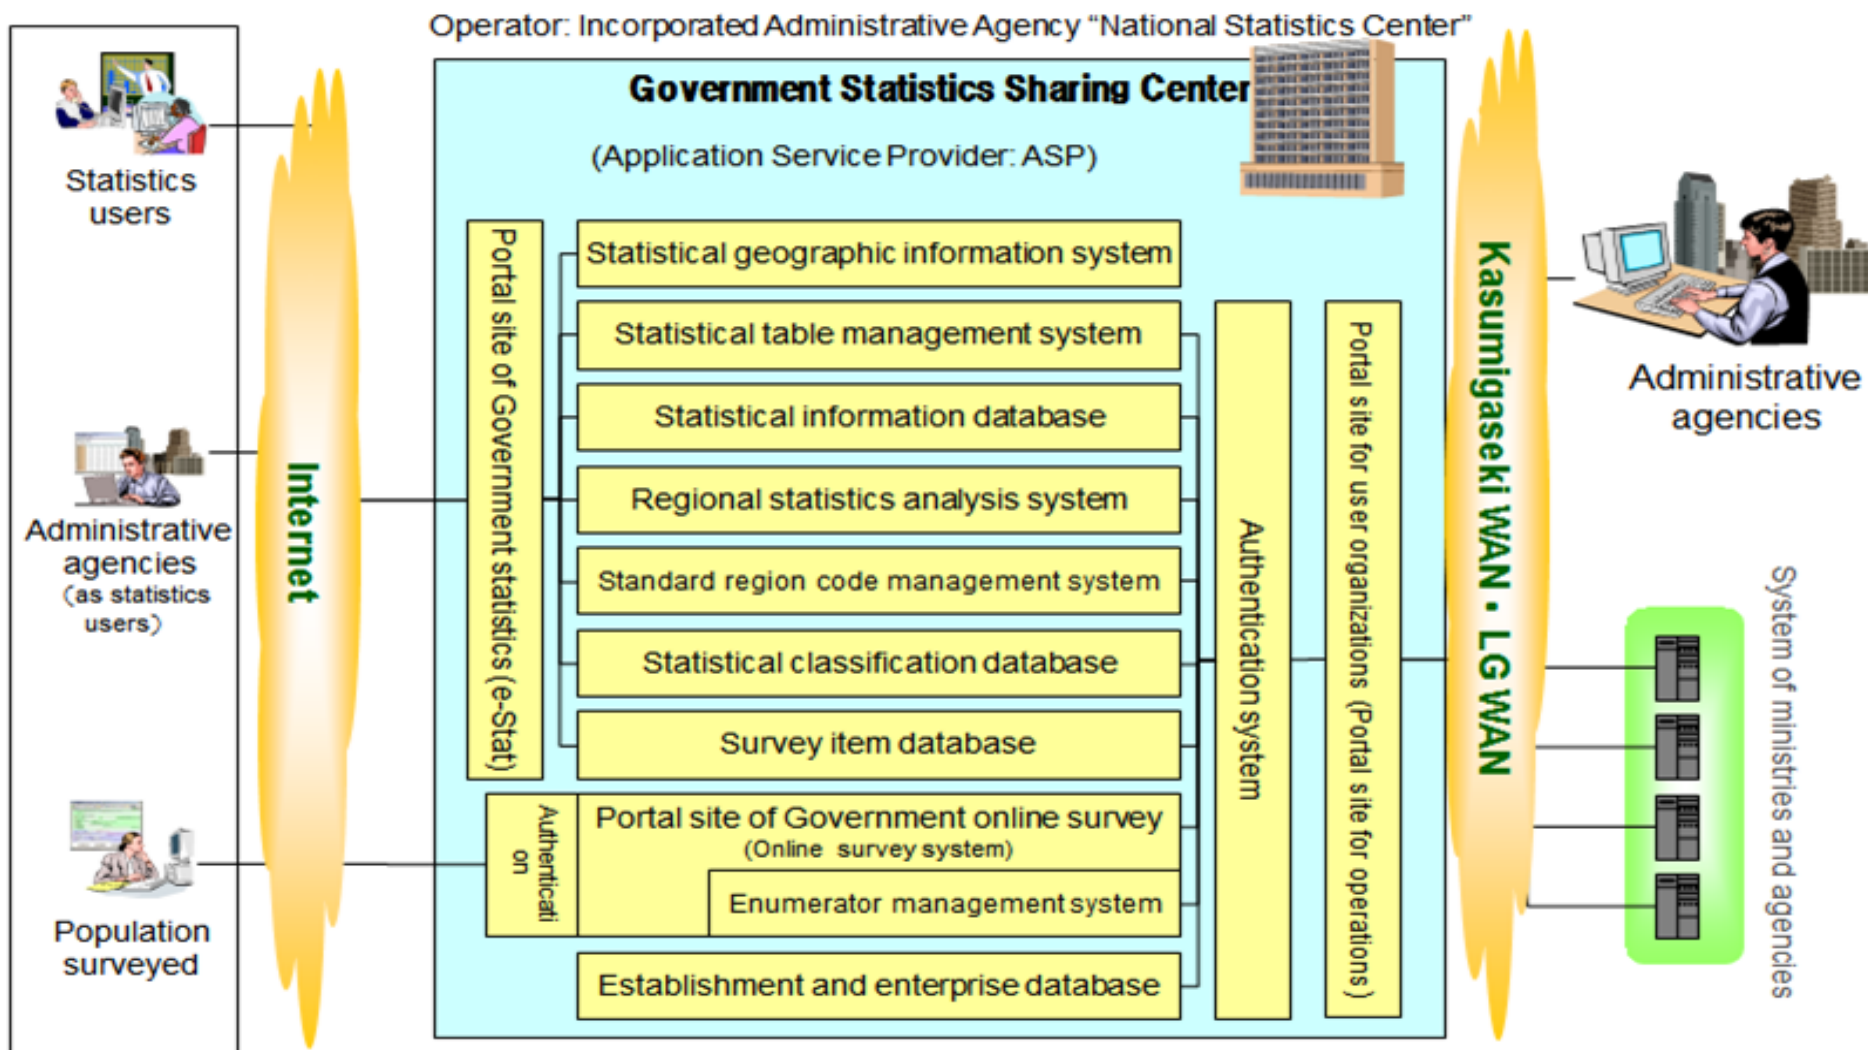 Operator: Incorporated Administrative Agency “National Statistics Center”
Government Statistics Sharing Center
(Application Service Provider: ASP)
Statistics
users
Administrative
agencies
(as statistics
users)
Population
surveyed
Internet
Portal site of Government statistics (e-Stat)
Statistical geographic information system
Statistical table management system
Statistical information database
Regional statistics analysis system
Standard region code management system
Statistical classification database
Survey item database
Authenticati
on
Portal site of Government online survey
(Online survey system)
Enumerator management system
Establishment and enterprise database
Authentication system
Portal site for user organizations (Portal site for operations)
Kasumigaseki WAN・LG WAN
Administrative
agencies
System of ministries and agencies